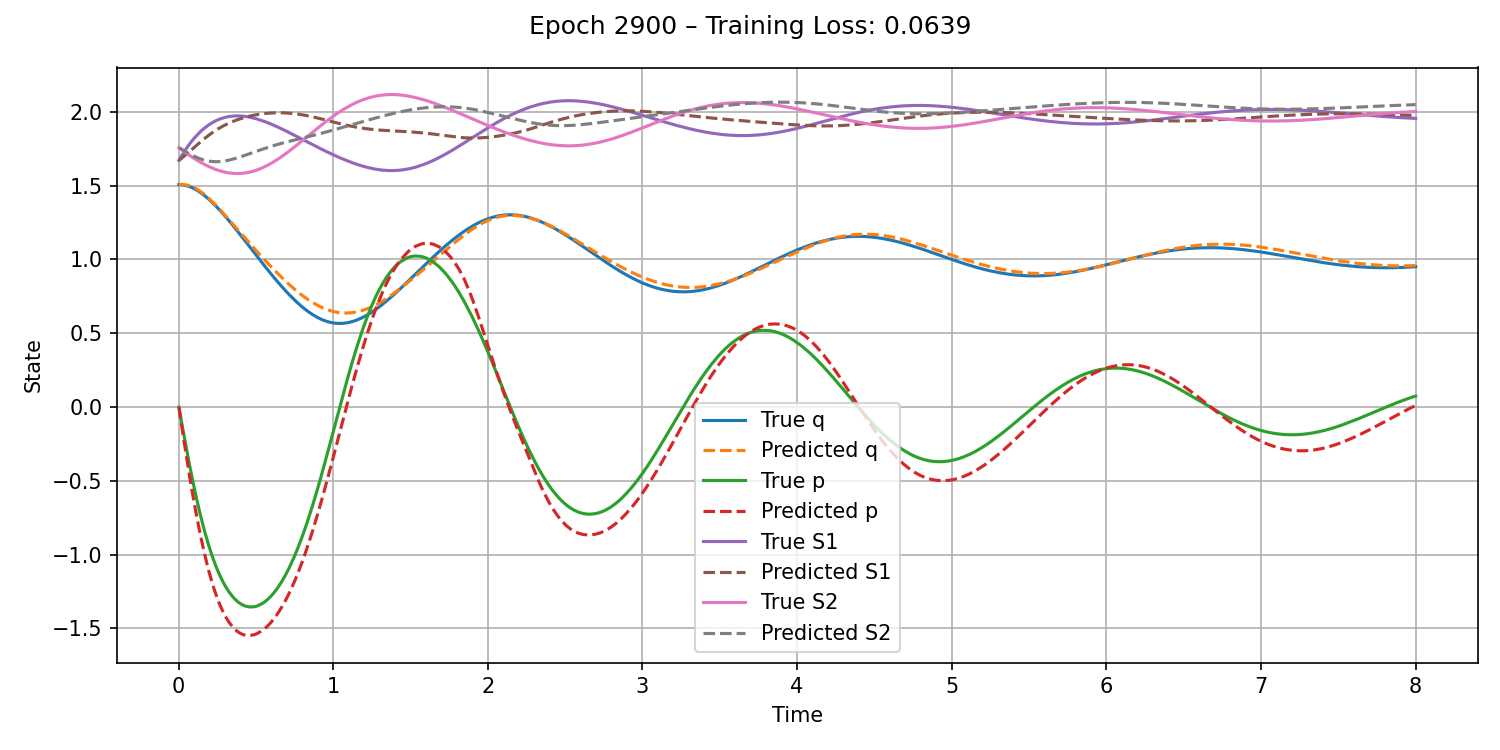 Epoch 2900 – Training Loss: 0.0639
State
2.0
1.5
1.0
0.5
0.0
−0.5
−1.0
−1.5
True q
Predicted q
True p
Predicted p
True S1
Predicted S1
True S2
Predicted S2
0 1 2 3 4 5 6 7 8
Time